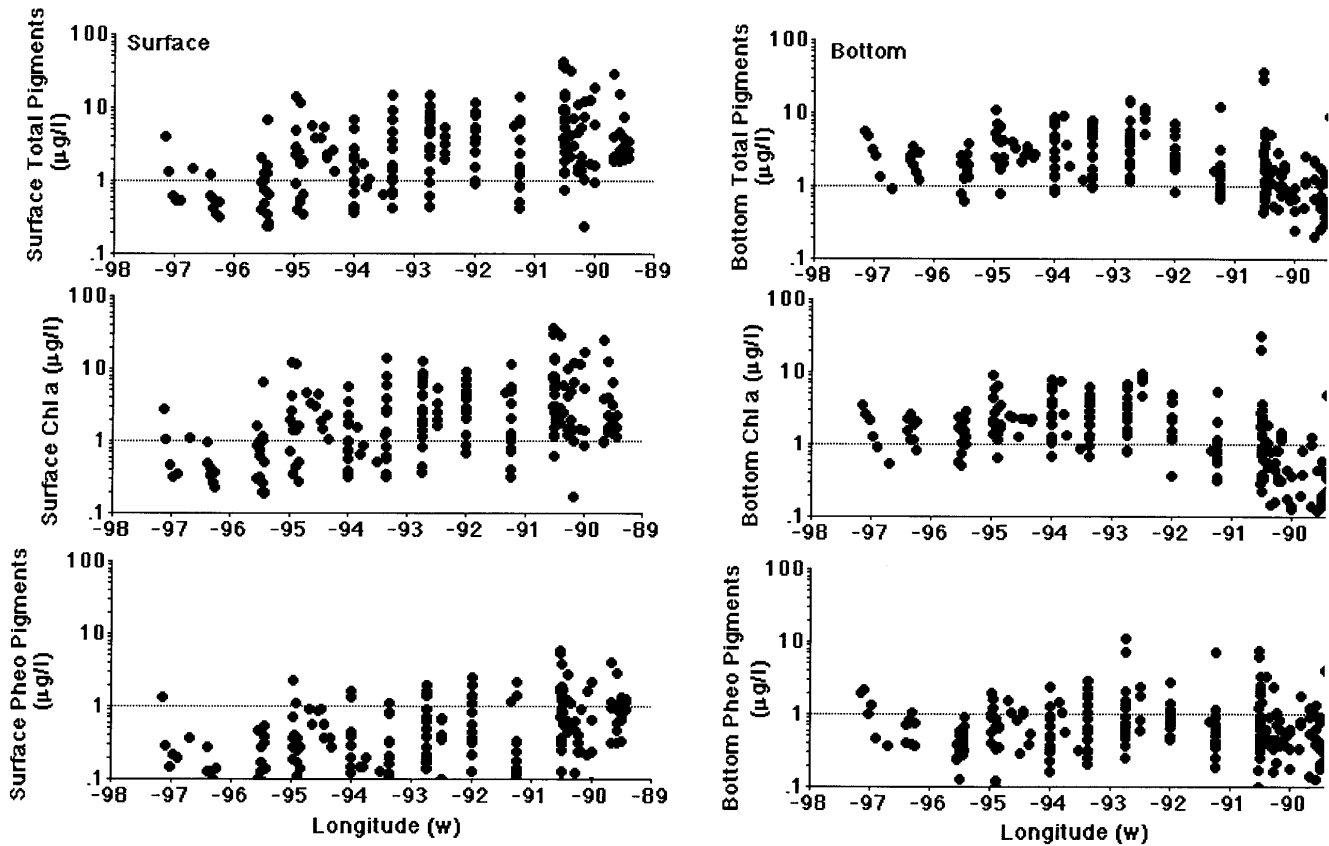 Surface
Surface Total Pigments
(µg/l)
100
10
1
.1
-98 -97 -96 -95 -94 -93 -92 -91 -90 -89
Bottom
Bottom Total Pigments
(µg/l)
100
10
1
.1
-98 -97 -96 -95 -94 -93 -92 -91 -90
Surface Chl a (µg/l)
100
10
1
.1
-98 -97 -96 -95 -94 -93 -92 -91 -90 -89
Bottom Chl a (µg/l)
100
10
1
.1
-98 -97 -96 -95 -94 -93 -92 -91 -90
Surface Pheo Pigments
(µg/l)
100
10
1
.1
-98 -97 -96 -95 -94 -93 -92 -91 -90 -89
Longitude (w)
Bottom Pheo Pigments
(µg/l)
100
10
1
.1
-98 -97 -96 -95 -94 -93 -92 -91 -90
Longitude (w)